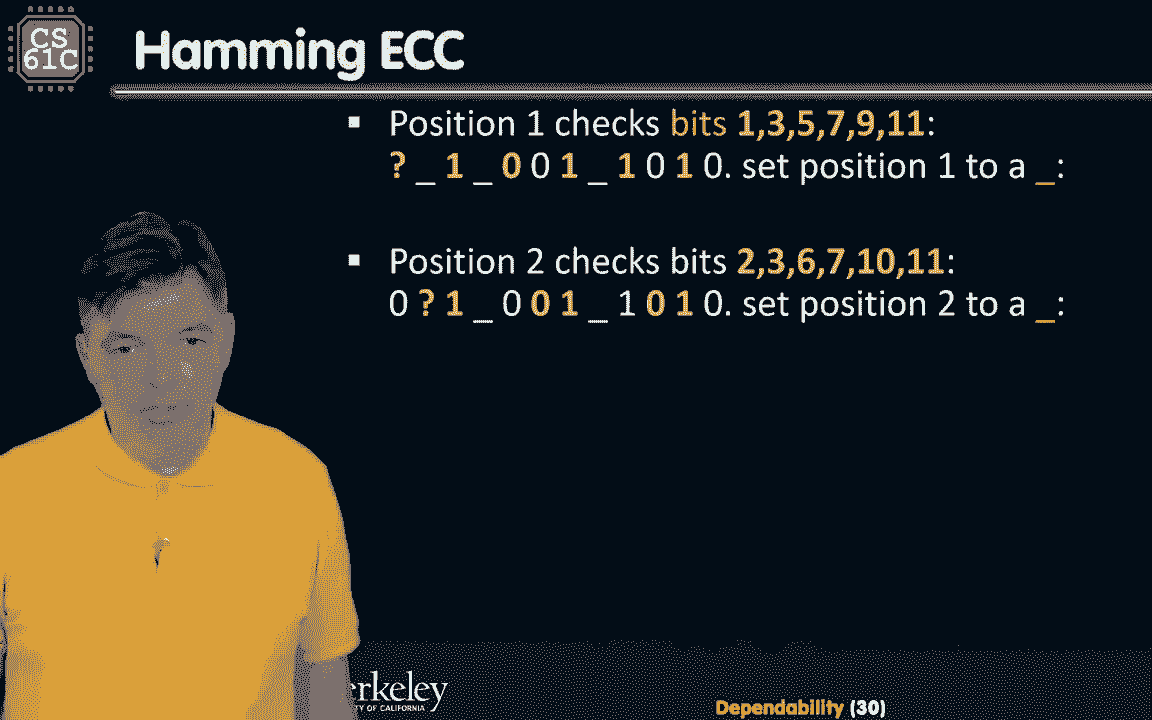 CS
61C
Hamming ECC
▪ Position 1 checks bits 1,3,5,7,9,11:
? _ 1 _ 0 0 1 _ 1 0 1 0. set position 1 to a _:
▪ Position 2 checks bits 2,3,6,7,10,11:
0 ? 1 _ 0 0 1 _ 1 0 1 0. set position 2 to a _:
erkeley
TY OF CALIFORNIA
Dependability (30)